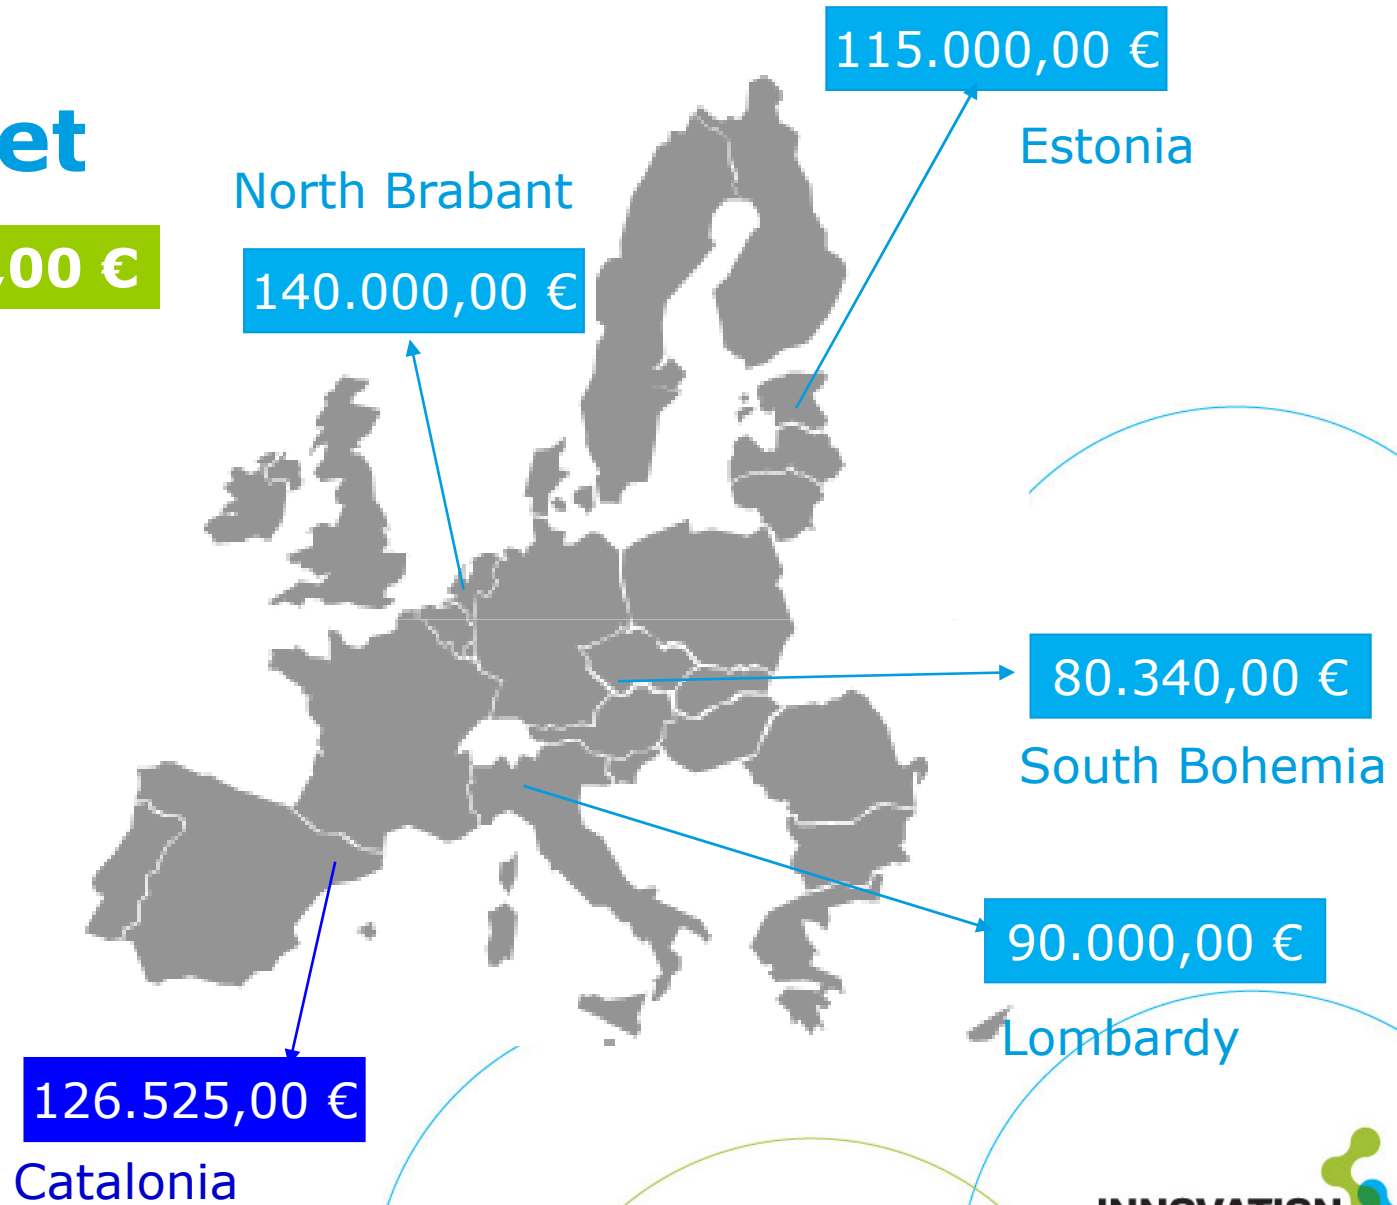 115.000,00 €
et
Estonia
North Brabant
,00 €
140.000,00 €
80.340,00 €
South Bohemia
90.000,00 €
Lombardy
126.525,00 €
Catalonia
INNOVATION